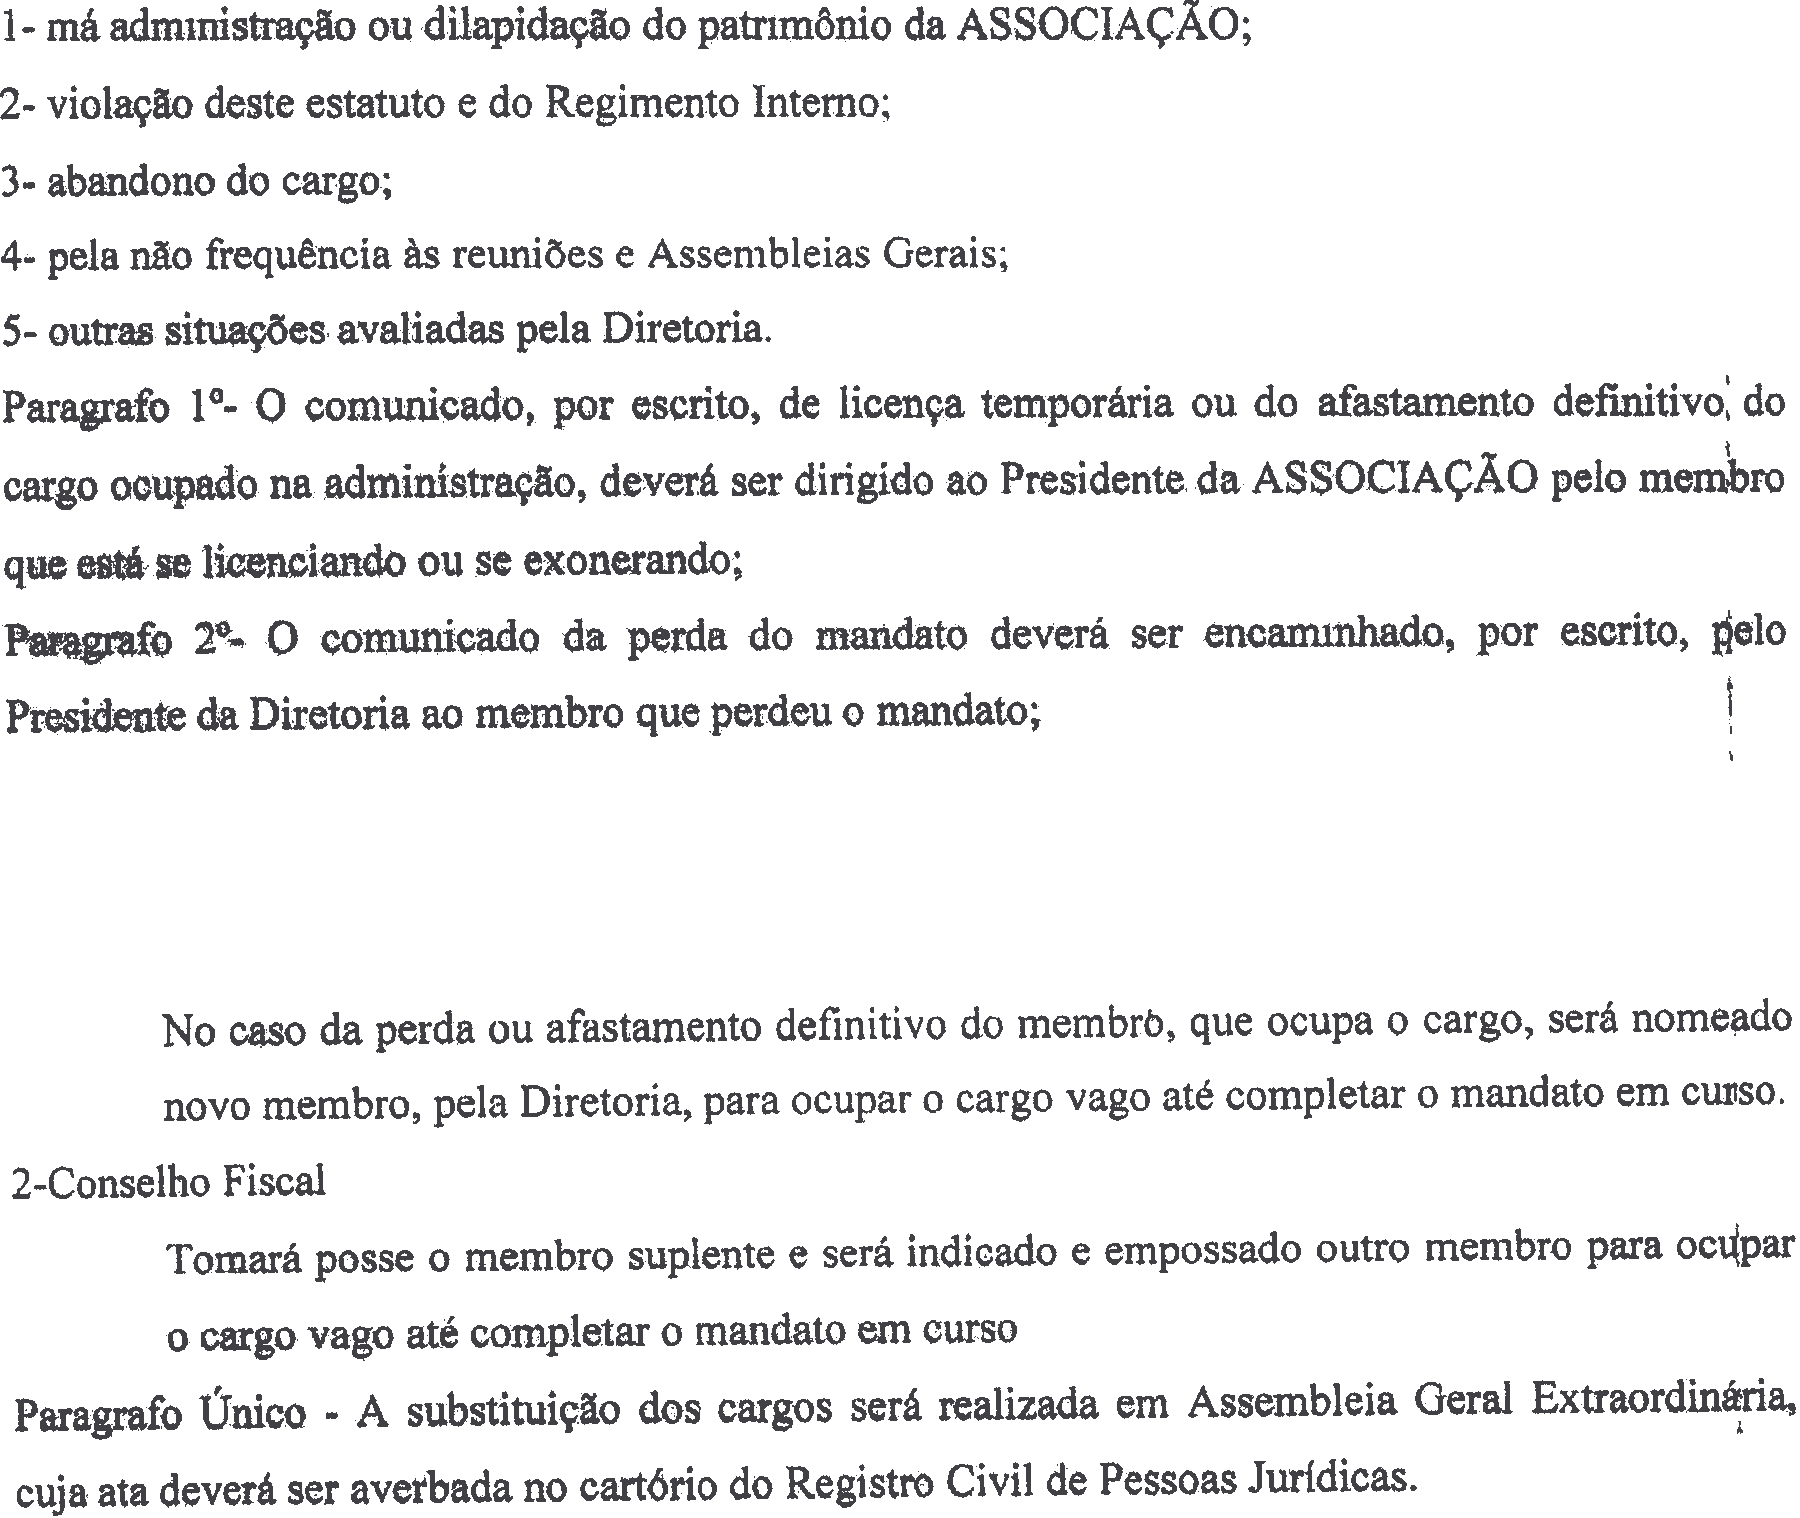 1- má administração ou dilapidação do patrimônio da ASSOCIAÇÃO;
2- violação deste estatuto e do Regimento Interno;
3- abandono do cargo;
4- pela não frequência às reuniões e Assembleias Gerais;
5- outras situações avaliadas pela Diretoria.
Paragrafo 1º- O comunicado, por escrito, de licença temporária ou do afastamento definitivo, do
cargo ocupado na administração, deverá ser dirigido ao Presidente da ASSOCIAÇÃO pelo membro
que está se licenciando ou se exonerando;
Paragrafo 2º- O comunicado da perda do mandato deverá ser encaminhado, por escrito, pelo
Presidente da Diretoria ao membro que perdeu o mandato;
No caso da perda ou afastamento definitivo do membro, que ocupa o cargo, será nomeado
novo membro, pela Diretoria, para ocupar o cargo vago até completar o mandato em curso.
2-Conselho Fiscal
Tomará posse o membro suplente e será indicado e empossado outro membro para ocupar
o cargo vago até completar o mandato em curso
Paragrafo Único - A substituição dos cargos será realizada em Assembleia Geral Extraordinária,
cuja ata deverá ser averbada no cartório do Registro Civil de Pessoas Jurídicas.